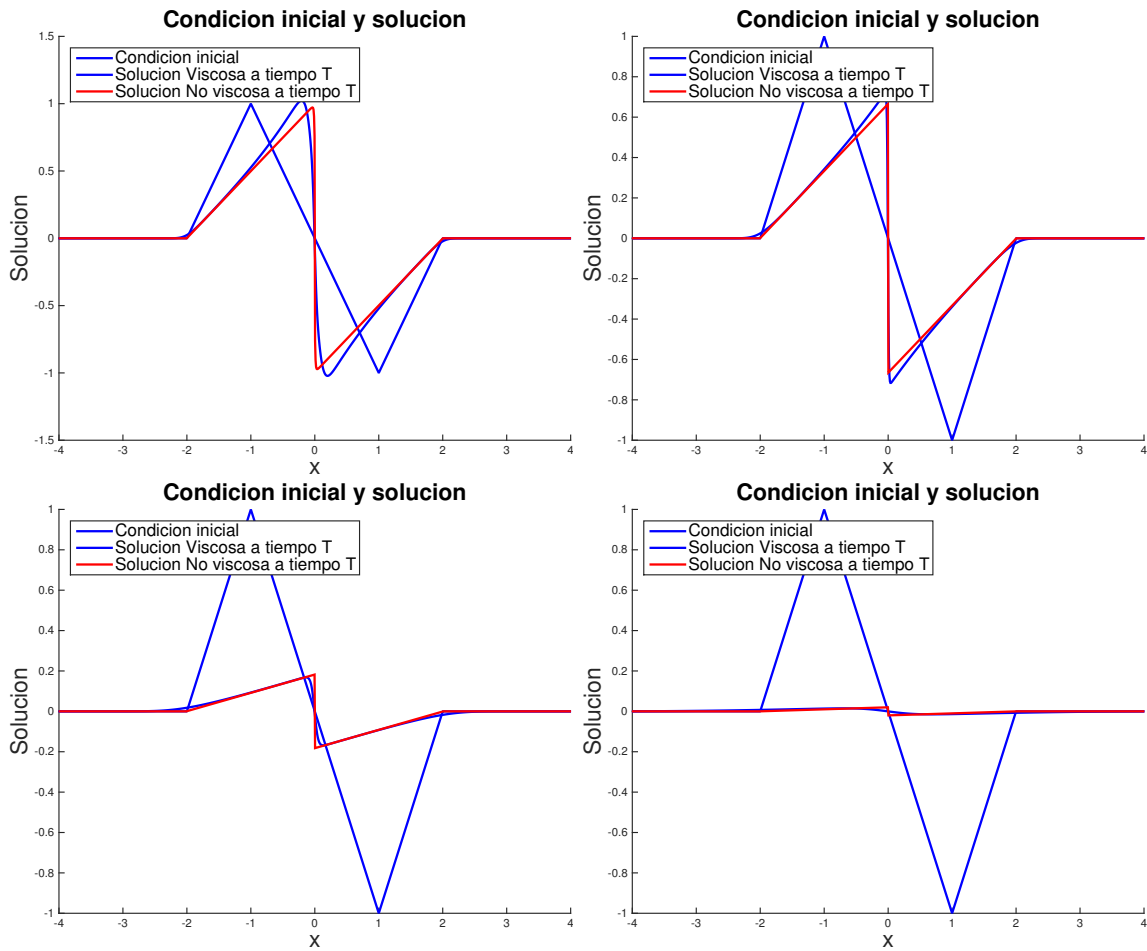 Condicion inicial y solucion
1.5
Condicion inicial
Solucion Viscosa a tiempo T
Solucion No viscosa a tiempo T
1
0.5
0
-0.5
-1
-1.5
Solucion
-4 -3 -2 -1 0 1 2 3 4
x
Condicion inicial y solucion
1
Condicion inicial
Solucion Viscosa a tiempo T
Solucion No viscosa a tiempo T
0.8
0.6
0.4
0.2
0
-0.2
-0.4
-0.6
-0.8
-1
Solucion
-4 -3 -2 -1 0 1 2 3 4
x
Condicion inicial y solucion
1
Condicion inicial
Solucion Viscosa a tiempo T
Solucion No viscosa a tiempo T
0.8
0.6
0.4
0.2
0
-0.2
-0.4
-0.6
-0.8
-1
Solucion
-4 -3 -2 -1 0 1 2 3 4
x
Condicion inicial y solucion
1
Condicion inicial
Solucion Viscosa a tiempo T
Solucion No viscosa a tiempo T
0.8
0.6
0.4
0.2
0
-0.2
-0.4
-0.6
-0.8
-1
Solucion
-4 -3 -2 -1 0 1 2 3 4
x